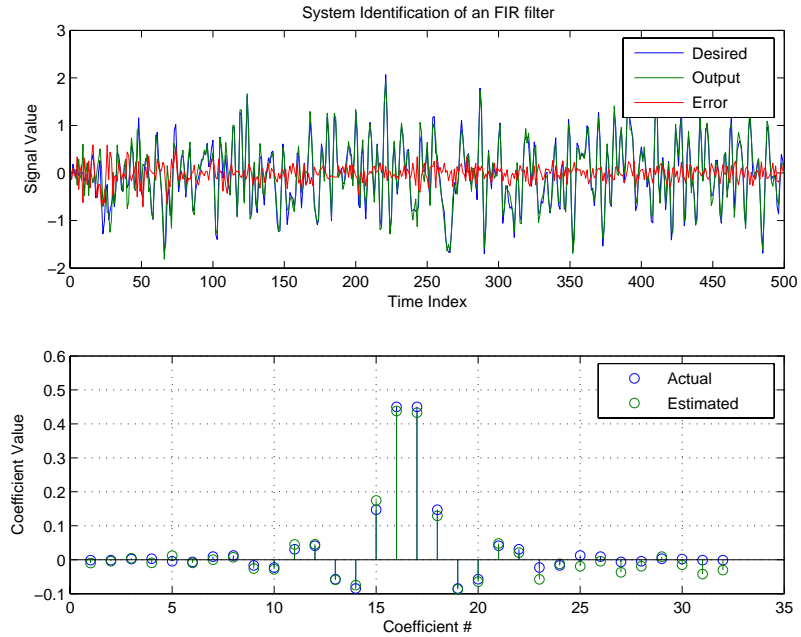 System Identification of an FIR filter
3
2
1
0
−1
−2
Signal Value
Desired
Output
Error
0 50 100 150 200 250 300 350 400 450 500
Time Index
0.6
0.5
0.4
0.3
0.2
0.1
0
−0.1
Coefficient Value
Actual
Estimated
0 5 10 15 20 25 30 35
Coefficient #